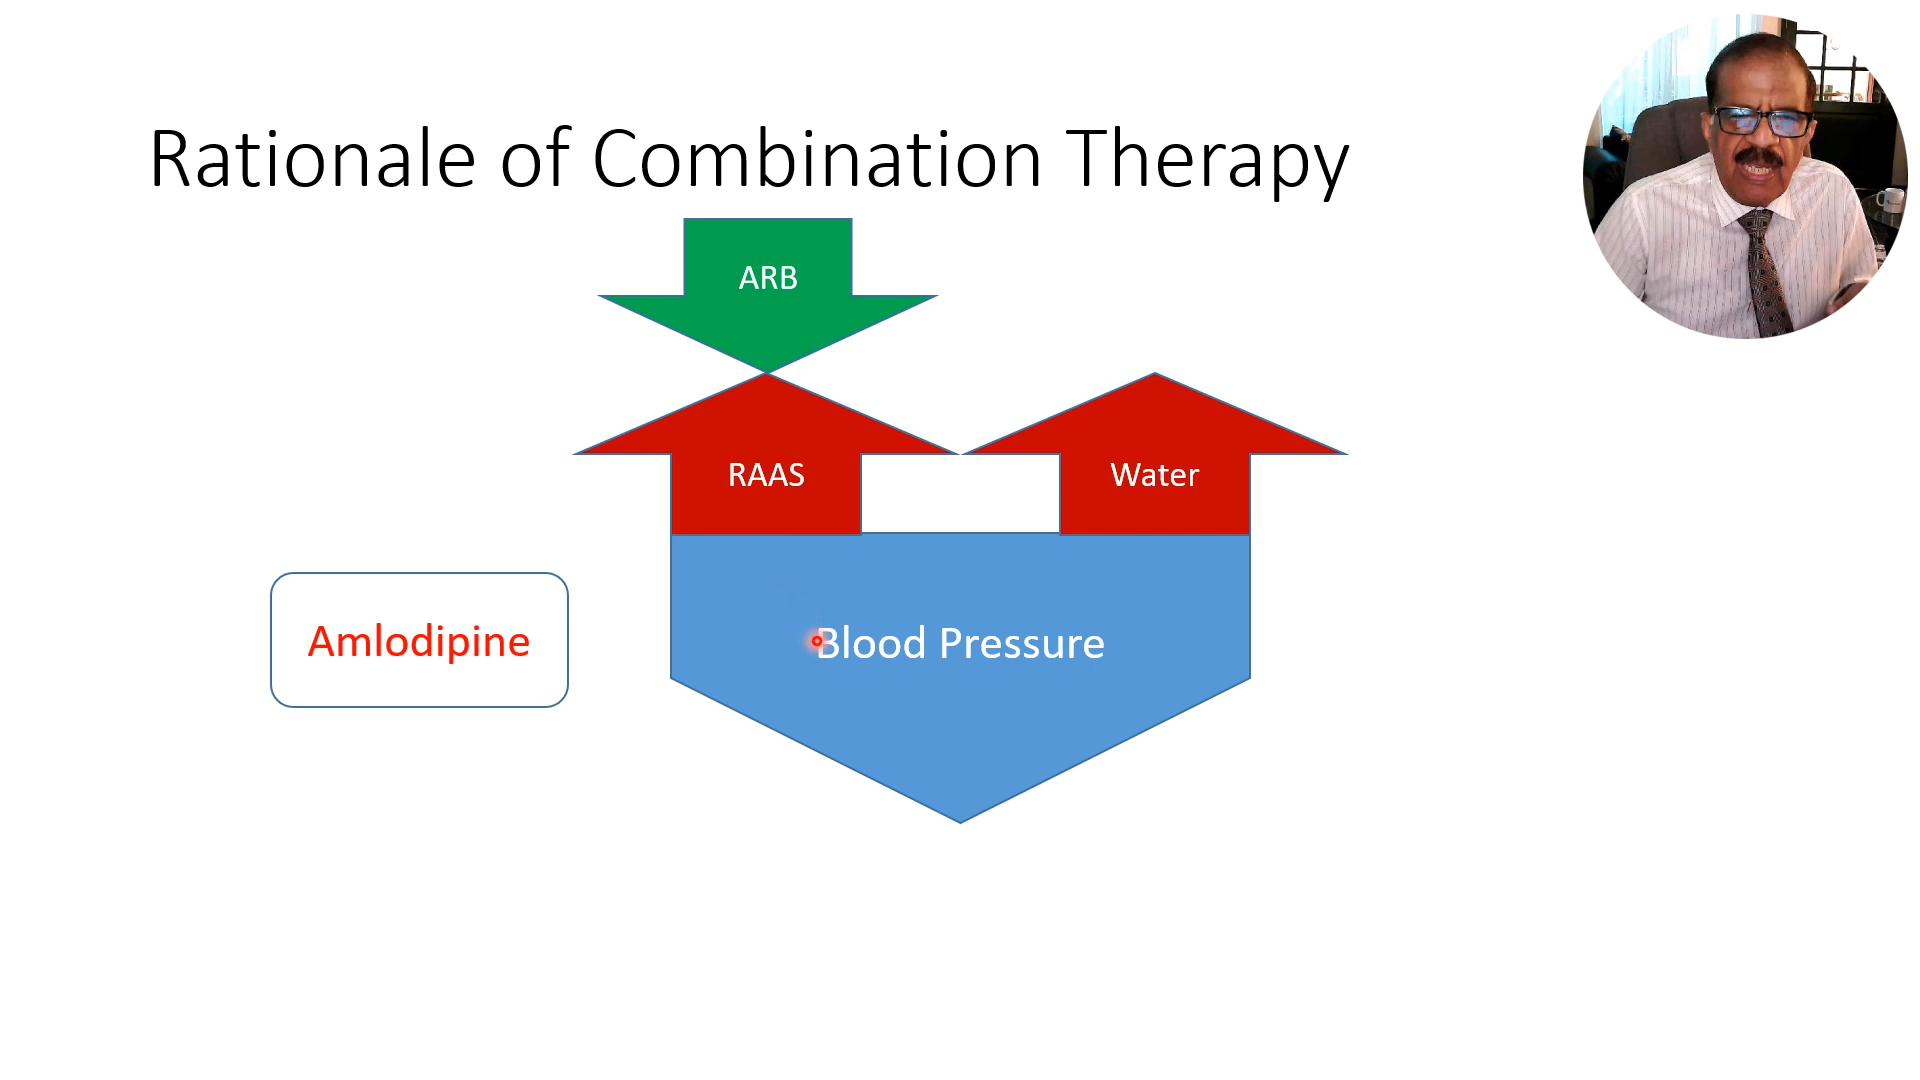 Rationale of Combination Therapy
ARB
RAAS
Water
Amlodipine
Blood Pressure